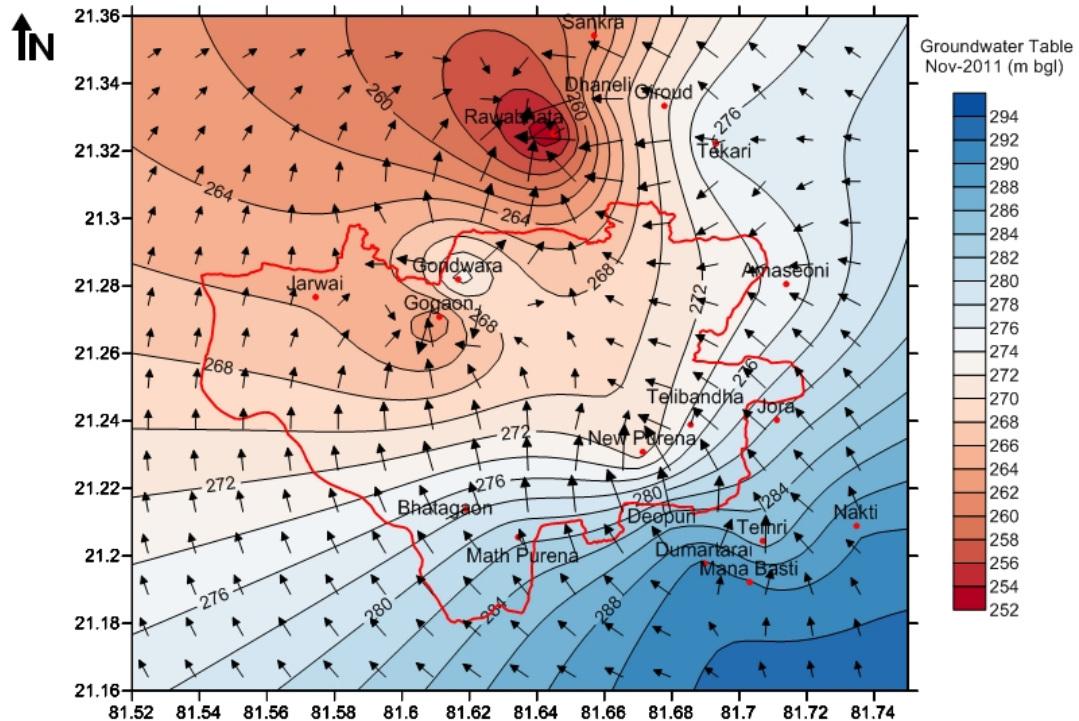 N
21.36
21.34
21.32
21.3
21.28
21.26
21.24
21.22
21.2
21.18
21.16
81.52 81.54 81.56 81.58 81.6 81.62 81.64 81.66 81.68 81.7 81.72 81.74
Sankra
Dhaneli Giroud
260
260
Rawabhata
276
Tekari
264
264
Gondwara
268
Amaseoni
Jarwai
Gogaon
272
268
268
276
Telibandha
Jora
272
New Purena
272
276
280
284
Bhatagaon
Deopuri
Temri
Nakti
Math Purena
Dumartarai
Mana Basti
276
280
284
288
Groundwater Table
Nov-2011 (m bgl)
294
292
290
288
286
284
282
280
278
276
274
272
270
268
266
264
262
260
258
256
254
252